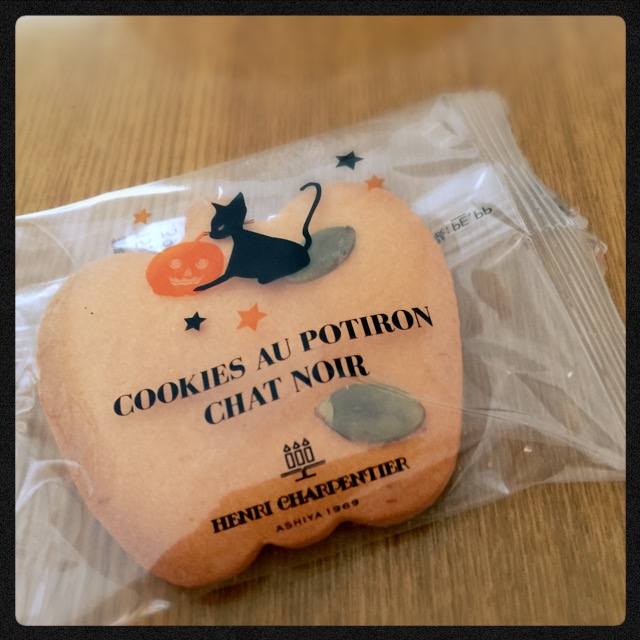 COOKIES AU POTIRON
CHAT NOIR
HENRI CHARPENTIER
ASHIYA 1969